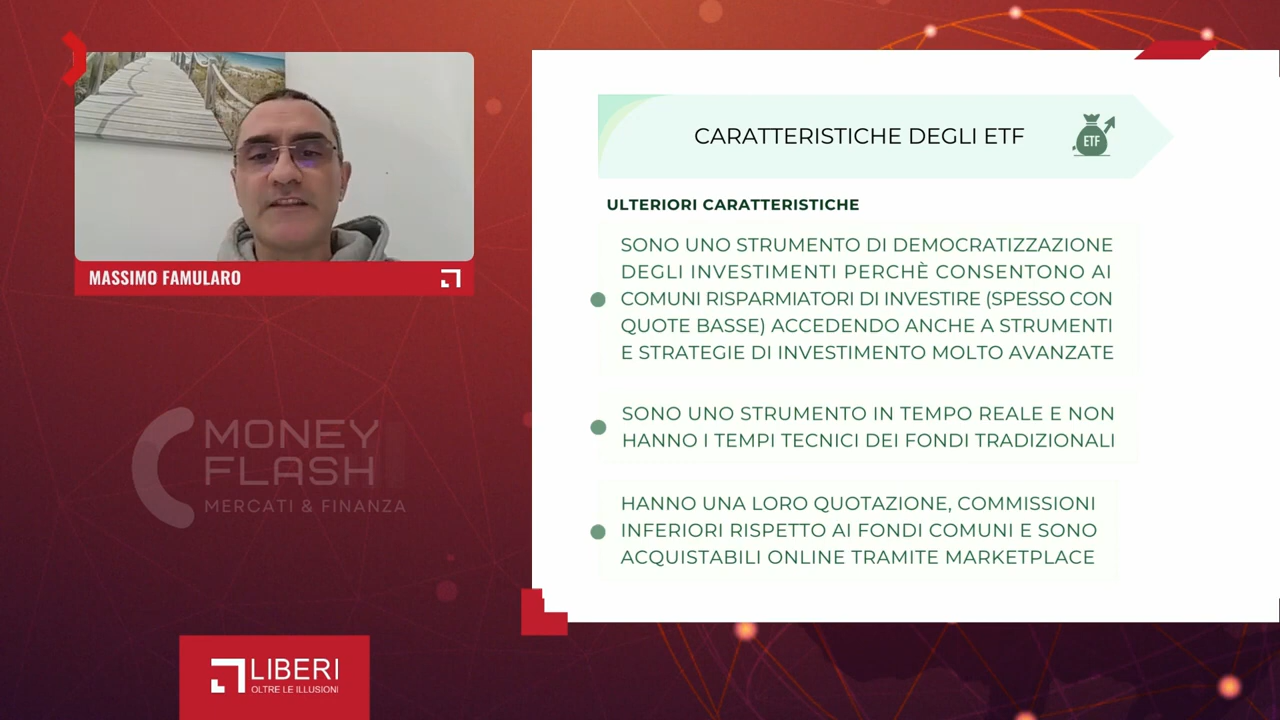 MASSIMO FAMULARO
MONEY
FLASH
MERCATI & FINANZA
LIBERI
OLTRE LE ILLUSIONI
CARATTERISTICHE DEGLI ETF
ETF
ULTERIORI CARATTERISTICHE
SONO UNO STRUMENTO DI DEMOCRATIZZAZIONE
DEGLI INVESTIMENTI PERCHÈ CONSENTONO AI
COMUNI RISPARMIATORI DI INVESTIRE (SPESSO CON
QUOTE BASSE) ACCEDENDO ANCHE A STRUMENTI
E STRATEGIE DI INVESTIMENTO MOLTO AVANZATE
SONO UNO STRUMENTO IN TEMPO REALE E NON
HANNO I TEMPI TECNICI DEI FONDI TRADIZIONALI
HANNO UNA LORO QUOTAZIONE, COMMISSIONI
INFERIORI RISPETTO AI FONDI COMUNI E SONO
ACQUISTABILI ONLINE TRAMITE MARKETPLACE